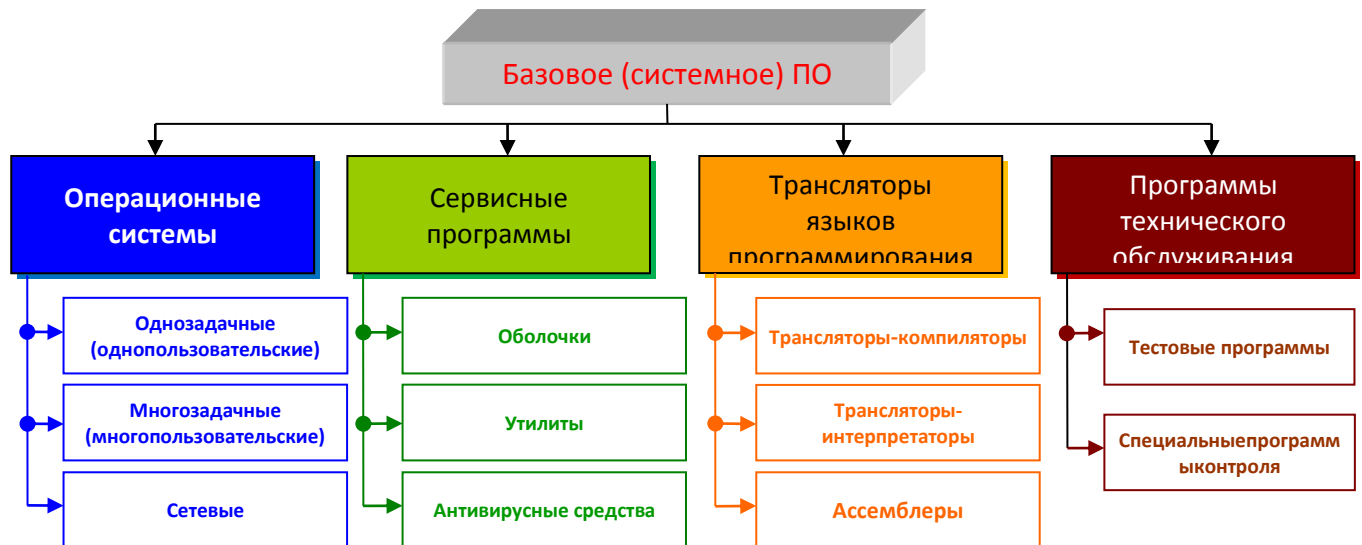 Базовое (системное) ПО
Операционные
системы
Сервисные
программы
Трансляторы
языков
программирования
Программы
технического
обслуживания
Однозадачные
(однопользовательские)
Многозадачные
(многопользовательские)
Сетевые
Оболочки
Утилиты
Антивирусные средства
Трансляторы-компиляторы
Трансляторы-
интерпретаторы
Ассемблеры
Тестовые программы
Специальныепрограмм
ыконтроля